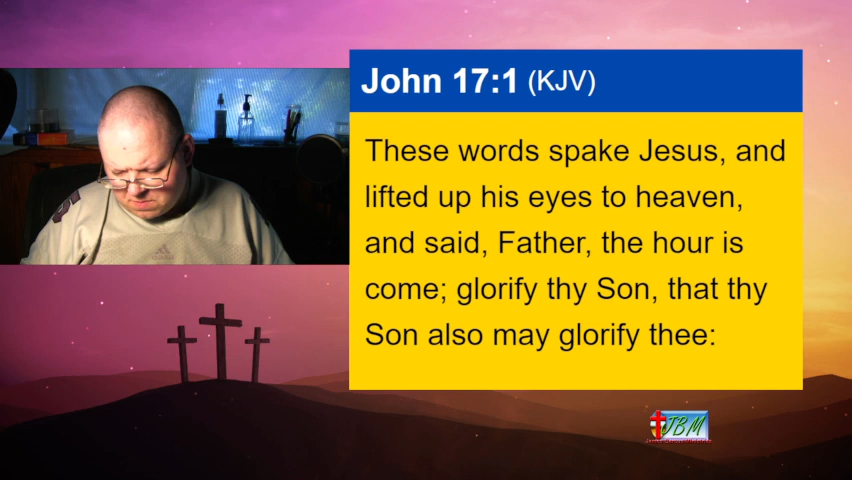 John 17:1 (KJV)
These words spake Jesus, and
lifted up his eyes to heaven,
and said, Father, the hour is
come; glorify thy Son, that thy
Son also may glorify thee:
JBM